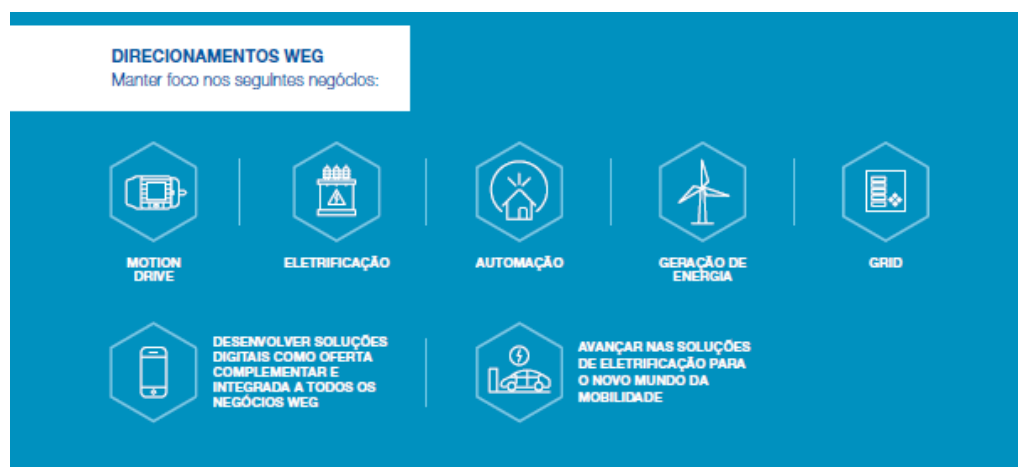 DIRECIONAMENTOS WEG
Manter foco nos seguintes negócios:
MOTION
DRIVE
ELETRIFICAÇÃO
AUTOMAÇÃO
GERAÇÃO DE
ENERGIA
GRID
DESENVOLVER SOLUÇÕES
DIGITAIS COMO OFERTA
COMPLEMENTAR E
INTEGRADA A TODOS OS
NEGÓCIOS WEG
AVANÇAR NAS SOLUÇÕES
DE ELETRIFICAÇÃO PARA
O NOVO MUNDO DA
MOBILIDADE